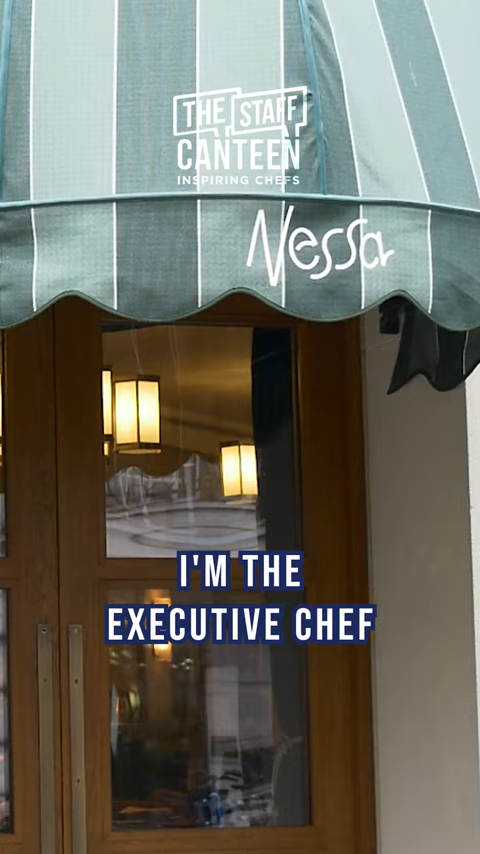 THE STAFF
CANTEEN
INSPIRING CHEFS
Nessa
I'M THE
EXECUTIVE CHEF